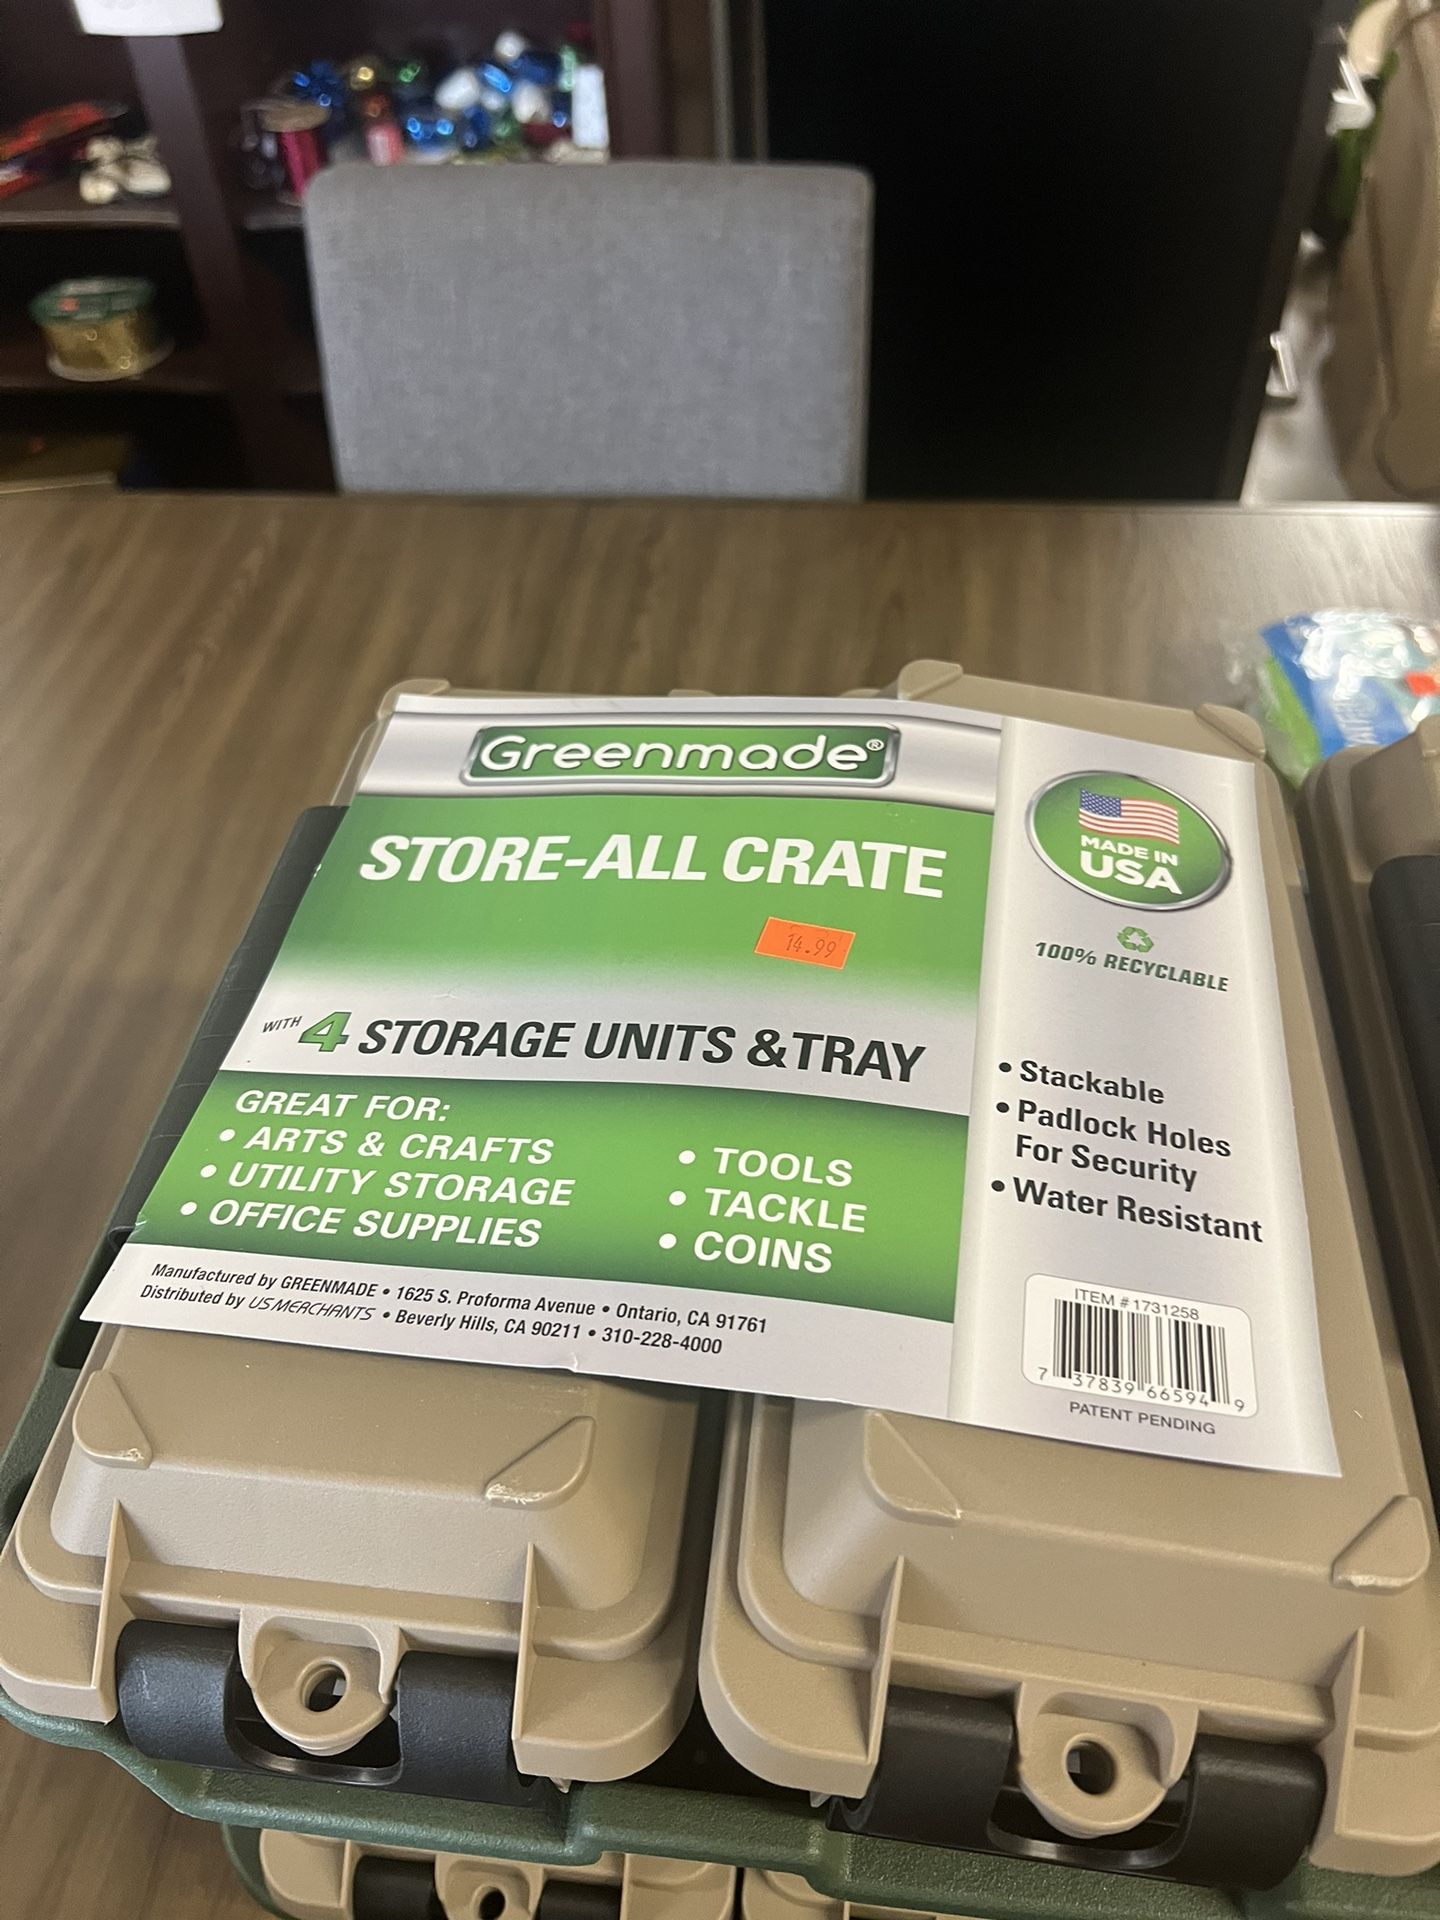 Greenmade®
STORE-ALL CRATE
14.99
WITH 4 STORAGE UNITS & TRAY
GREAT FOR:
• ARTS & CRAFTS
• UTILITY STORAGE
• OFFICE SUPPLIES
• TOOLS
• TACKLE
• COINS
Manufactured by GREENMADE • 1625 S. Proforma Avenue • Ontario, CA 91761
Distributed by US MERCHANTS • Beverly Hills, CA 90211 • 310-228-4000
MADE IN
USA
100% RECYCLABLE
• Stackable
• Padlock Holes
For Security
• Water Resistant
ITEM # 1731258
7 37839 66594 9
PATENT PENDING